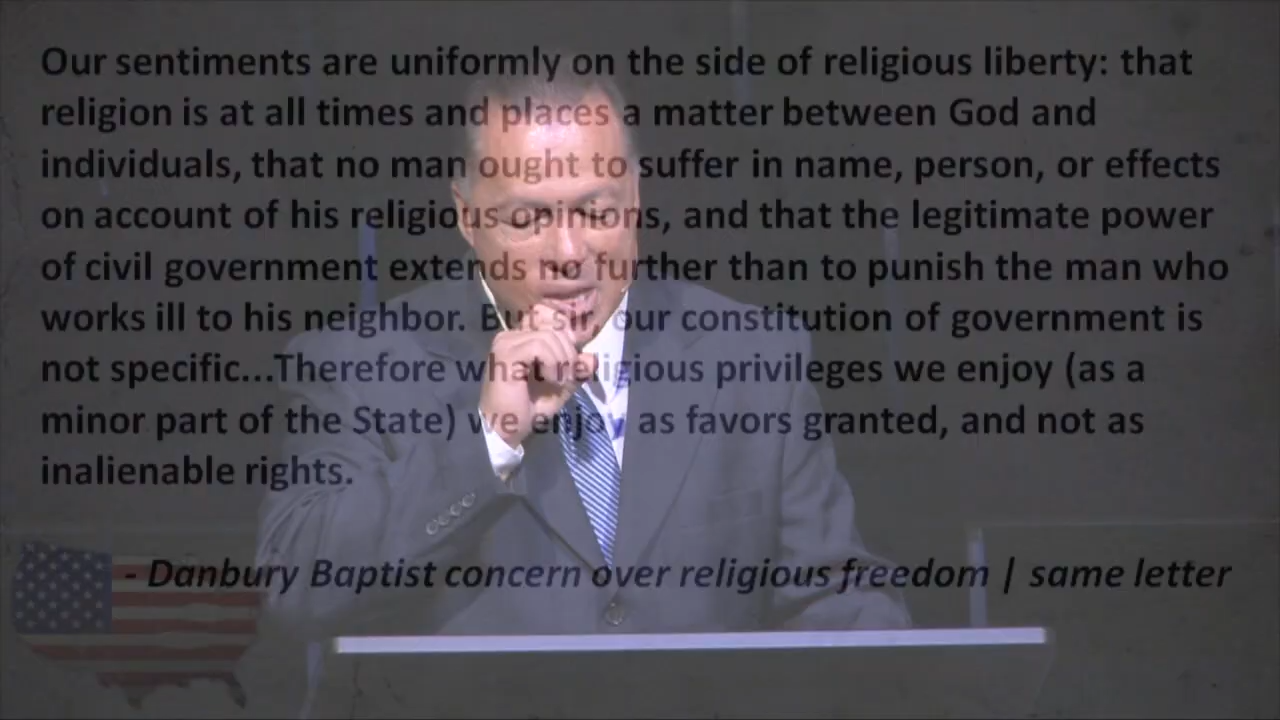 Our sentiments are uniformly on the side of religious liberty: that
religion is at all times and places a matter between God and
individuals, that no man ought to suffer in name, person, or effects
on account of his religious opinions, and that the legitimate power
of civil government extends no further than to punish the man who
works ill to his neighbor. But sir, our constitution of government is
not specific...Therefore what religious privileges we enjoy (as a
minor part of the State) we enjoy as favors granted, and not as
inalienable rights.
- Danbury Baptist concern over religious freedom | same letter